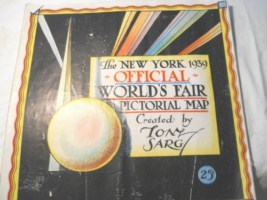 The NEW YORK 1939
OFFICIAL
WORLD'S FAIR
PICTORIAL MAP
Created by
TONY
SARG
25¢